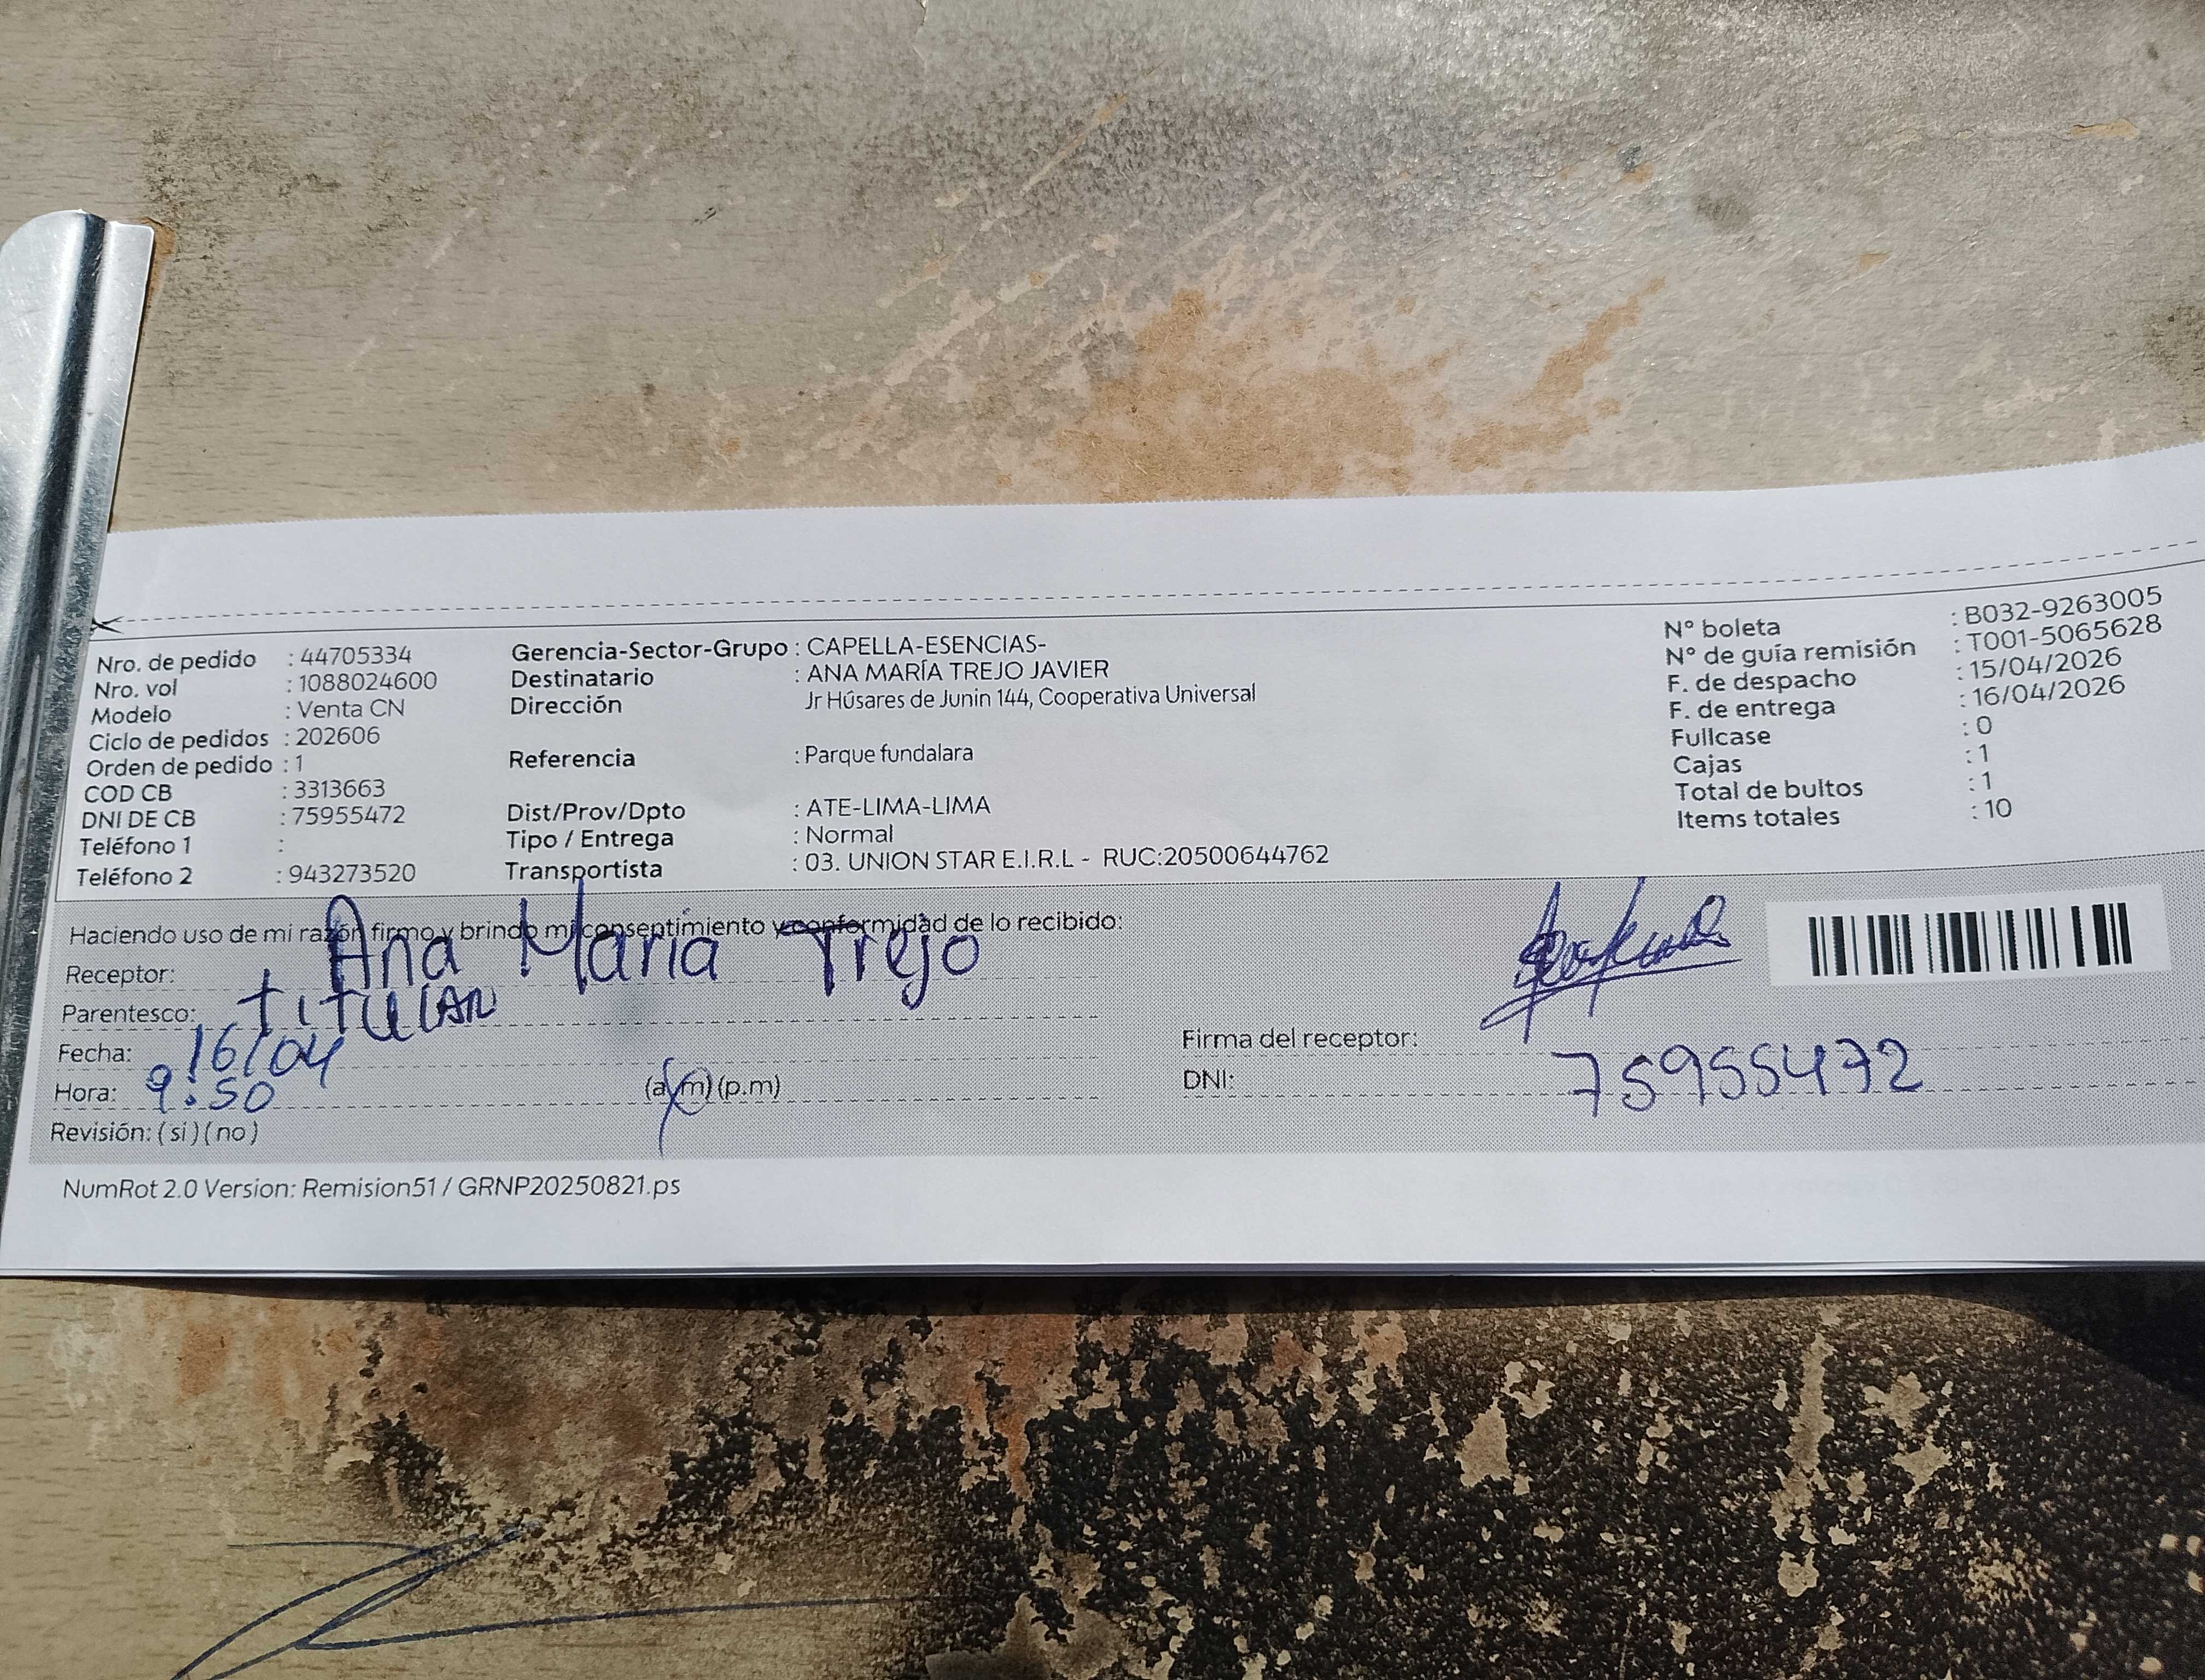 Nro. de pedido : 44705334
Nro. vol : 1088024600
Modelo : Venta CN
Ciclo de pedidos : 202606
Orden de pedido : 1
COD CB : 3313663
DNI DE CB : 75955472
Teléfono 1 :
Teléfono 2 : 943273520
Gerencia-Sector-Grupo : CAPELLA-ESENCIAS-
Destinatario : ANA MARÍA TREJO JAVIER
Dirección Jr Húsares de Junin 144, Cooperativa Universal
Referencia : Parque fundalara
Dist/Prov/Dpto : ATE-LIMA-LIMA
Tipo / Entrega : Normal
Transportista : 03. UNION STAR E.I.R.L - RUC:20500644762
N° boleta : B032-9263005
N° de guía remisión : T001-5065628
F. de despacho : 15/04/2026
F. de entrega : 16/04/2026
Fullcase : 0
Cajas : 1
Total de bultos : 1
Items totales : 10
Haciendo uso de mi razón firmo y brindo mi consentimiento y conformidad de lo recibido:
Receptor: Ana Maria Trejo
Parentesco: titular
Fecha: 16/04
Hora: 9:50 (a.m) (p.m)
Revisión: ( si ) ( no )
Firma del receptor:
DNI: 75955472
NumRot 2.0 Version: Remision51 / GRNP20250821.ps